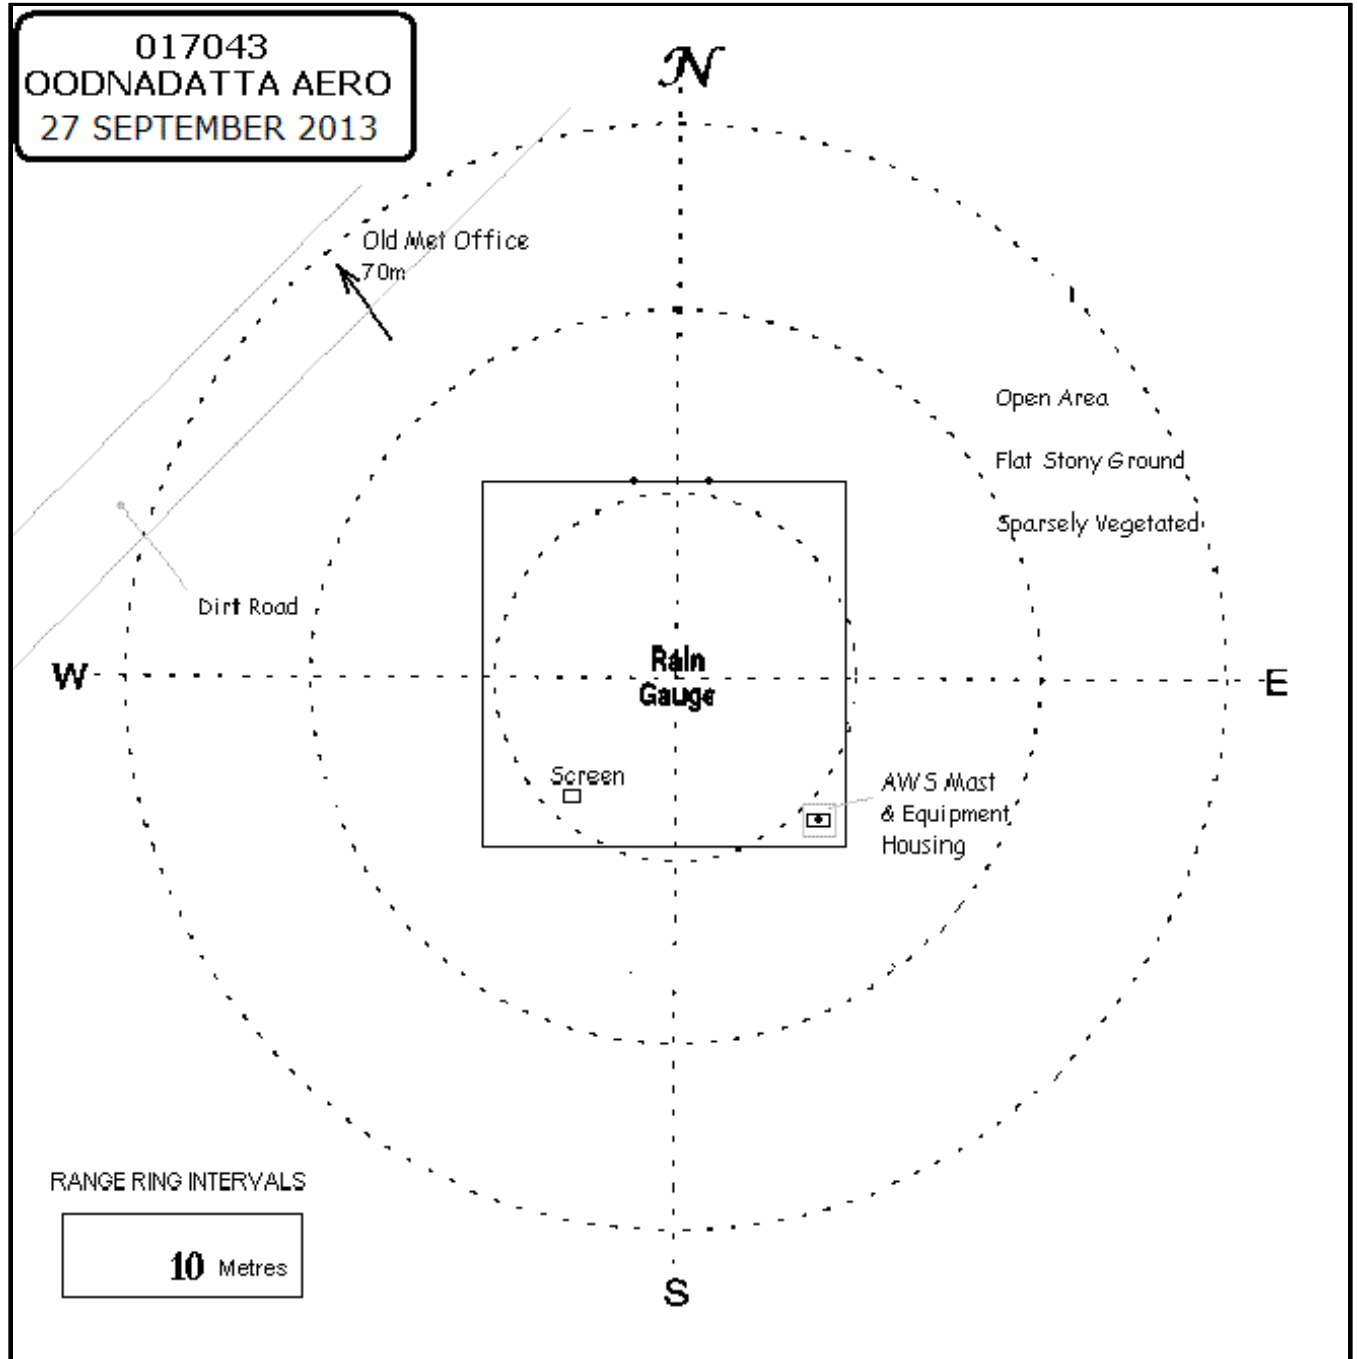 017043
OODNADATTA AERO
27 SEPTEMBER 2013
N
Old Met Office
70m
Open Area
Flat Stony Ground
Sparsely Vegetated
Dirt Road
W
Rain
Gauge
E
Screen
AWS Mast
& Equipment
Housing
RANGE RING INTERVALS
10 Metres
S